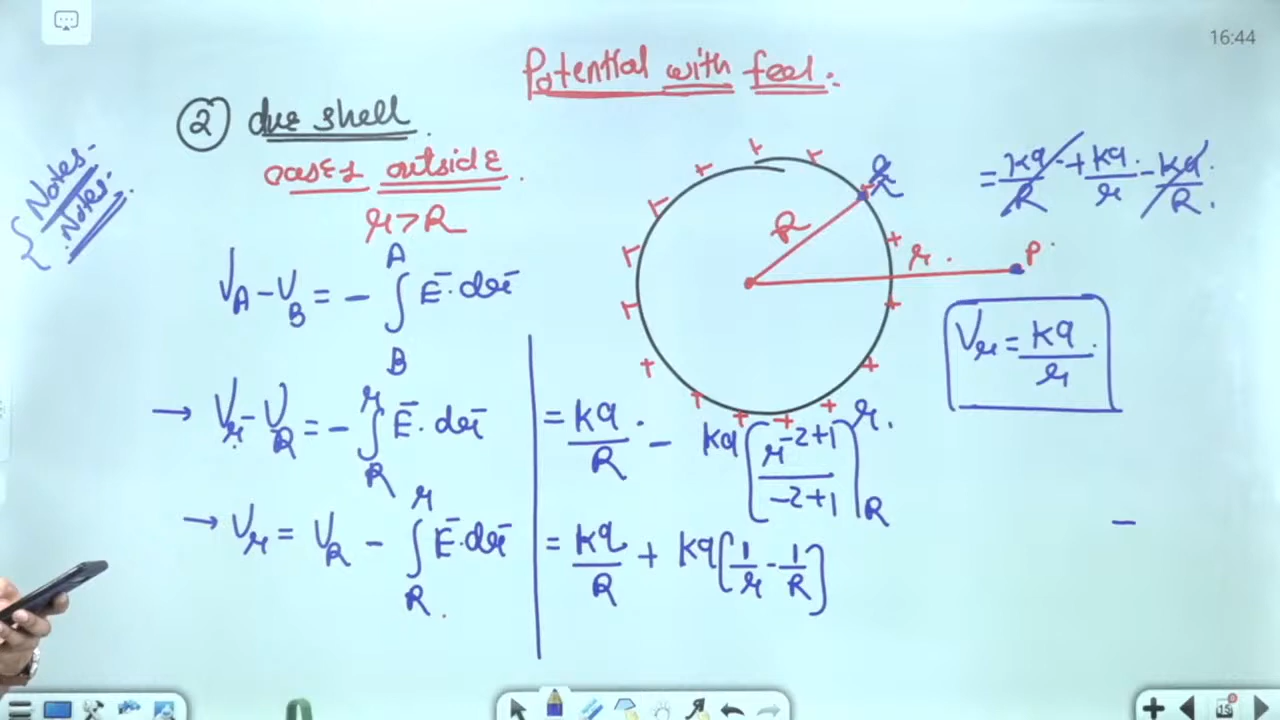 16:44
Potential with feel.
② due shell.
case1 outside.
r>R
{ Notes-
Notes.
V_A - V_B = - ∫_B^A E̅·dr̅
→ V_r - V_R = - ∫_R^r E̅·dr̅
→ V_r = V_R - ∫_R^r E̅·dr̅
= kq/R - kq[r^(-2+1)/(-2+1)]_R^r.
= kq/R + kq[1/r - 1/R]
R
r.
P
= kq/R + kq/r - kq/R.
V_r = kq/r
-
15